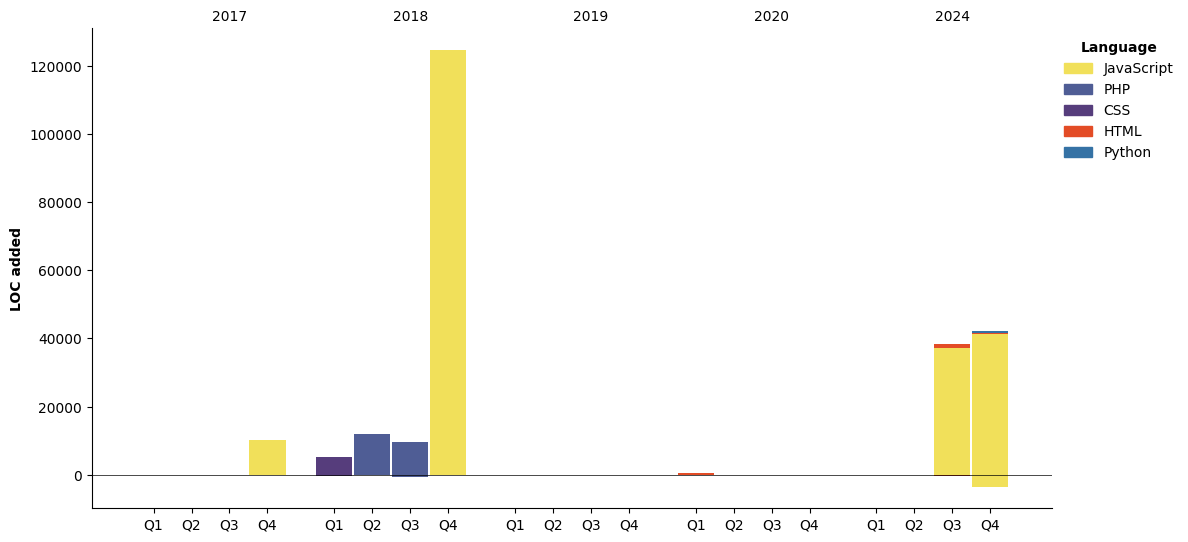 2017 2018 2019 2020 2024
Language
JavaScript
PHP
CSS
HTML
Python
LOC added
120000
100000
80000
60000
40000
20000
0
Q1 Q2 Q3 Q4 Q1 Q2 Q3 Q4 Q1 Q2 Q3 Q4 Q1 Q2 Q3 Q4 Q1 Q2 Q3 Q4